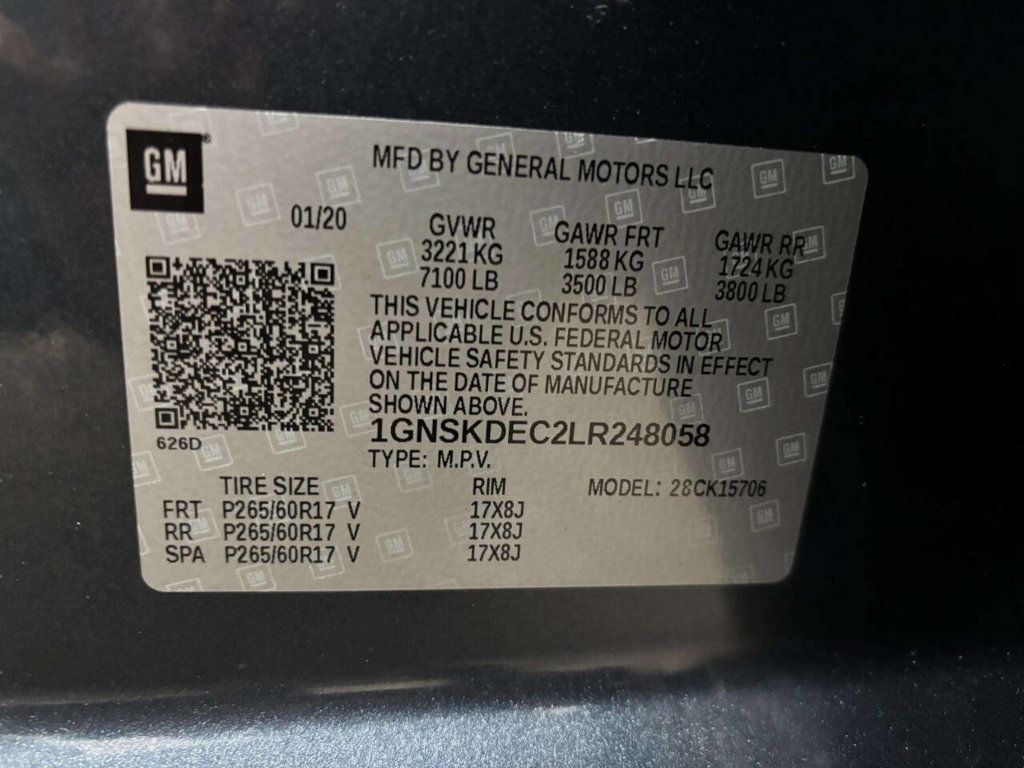 GM
MFD BY GENERAL MOTORS LLC
01/20
GVWR GAWR FRT GAWR RR
3221 KG 1588 KG 1724 KG
7100 LB 3500 LB 3800 LB
THIS VEHICLE CONFORMS TO ALL
APPLICABLE U.S. FEDERAL MOTOR
VEHICLE SAFETY STANDARDS IN EFFECT
ON THE DATE OF MANUFACTURE
SHOWN ABOVE.
626D
1GNSKDEC2LR248058
TYPE: M.P.V.
TIRE SIZE RIM MODEL: 28CK15706
FRT P265/60R17 V 17X8J
RR P265/60R17 V 17X8J
SPA P265/60R17 V 17X8J